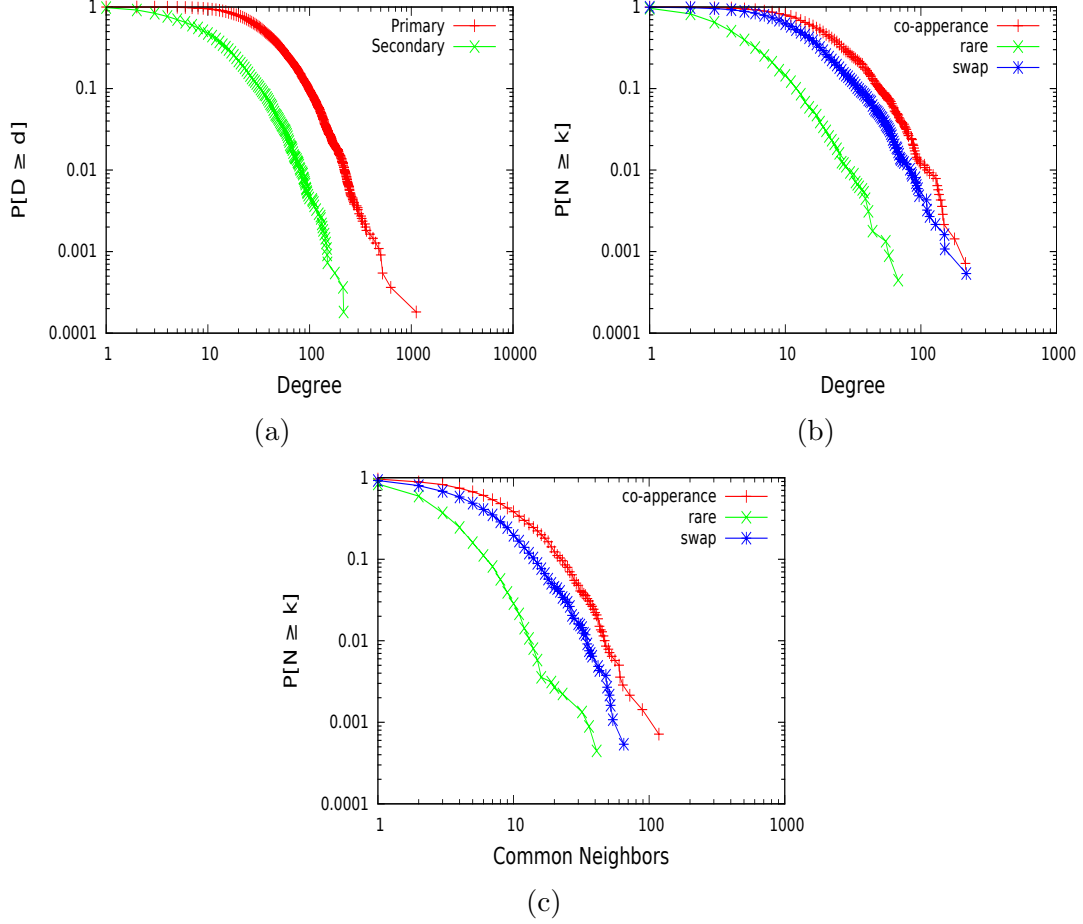 1
0.1
0.01
0.001
0.0001
P[D ≥ d]
1 10 100 1000 10000
Degree
Primary
Secondary
(a)
1
0.1
0.01
0.001
0.0001
P[N ≥ k]
1 10 100 1000
Degree
co-apperance
rare
swap
(b)
1
0.1
0.01
0.001
0.0001
P[N ≥ k]
1 10 100 1000
Common Neighbors
co-apperance
rare
swap
(c)